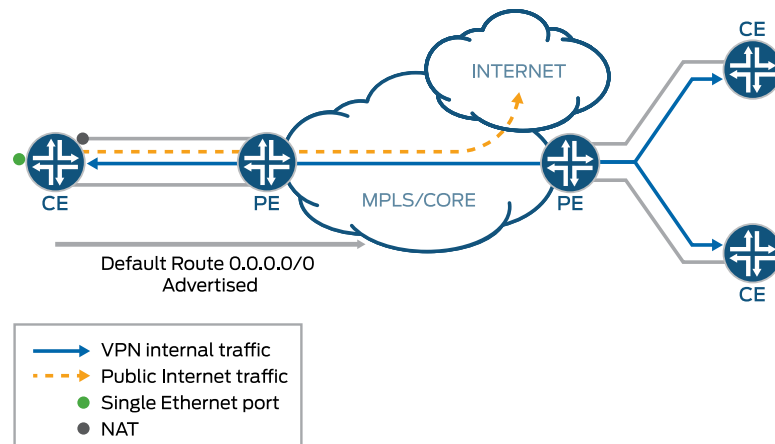 CE
INTERNET
CE
PE
MPLS/CORE
PE
CE
Default Route 0.0.0.0/0
Advertised
VPN internal traffic
Public Internet traffic
Single Ethernet port
NAT